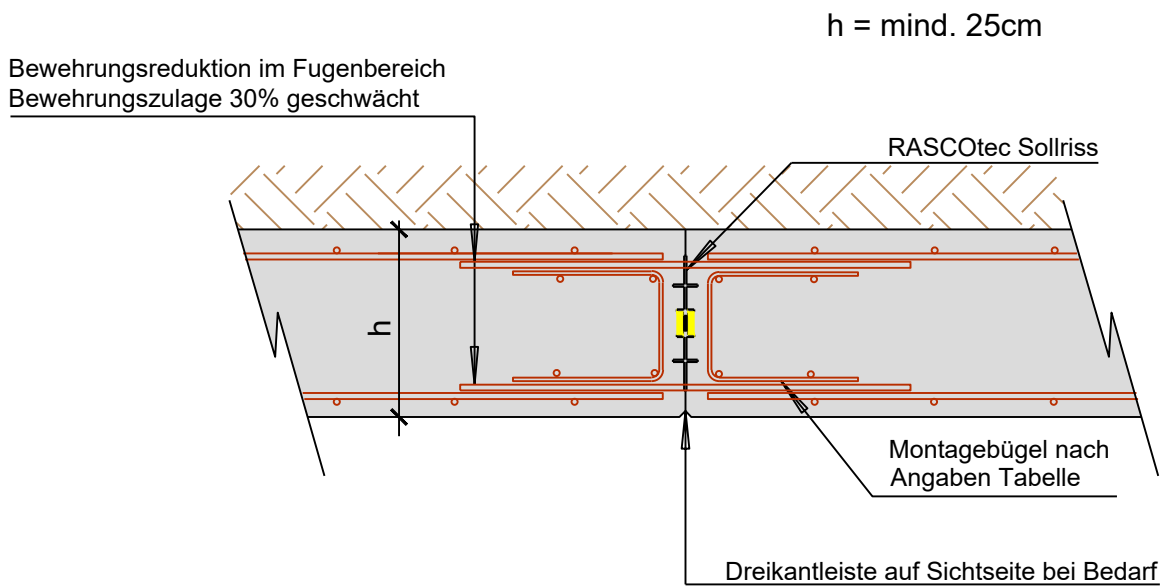 h = mind. 25cm
Bewehrungsreduktion im Fugenbereich
Bewehrungszulage 30% geschwächt
RASCOtec Sollriss
h
Montagebügel nach
Angaben Tabelle
Dreikantleiste auf Sichtseite bei Bedarf